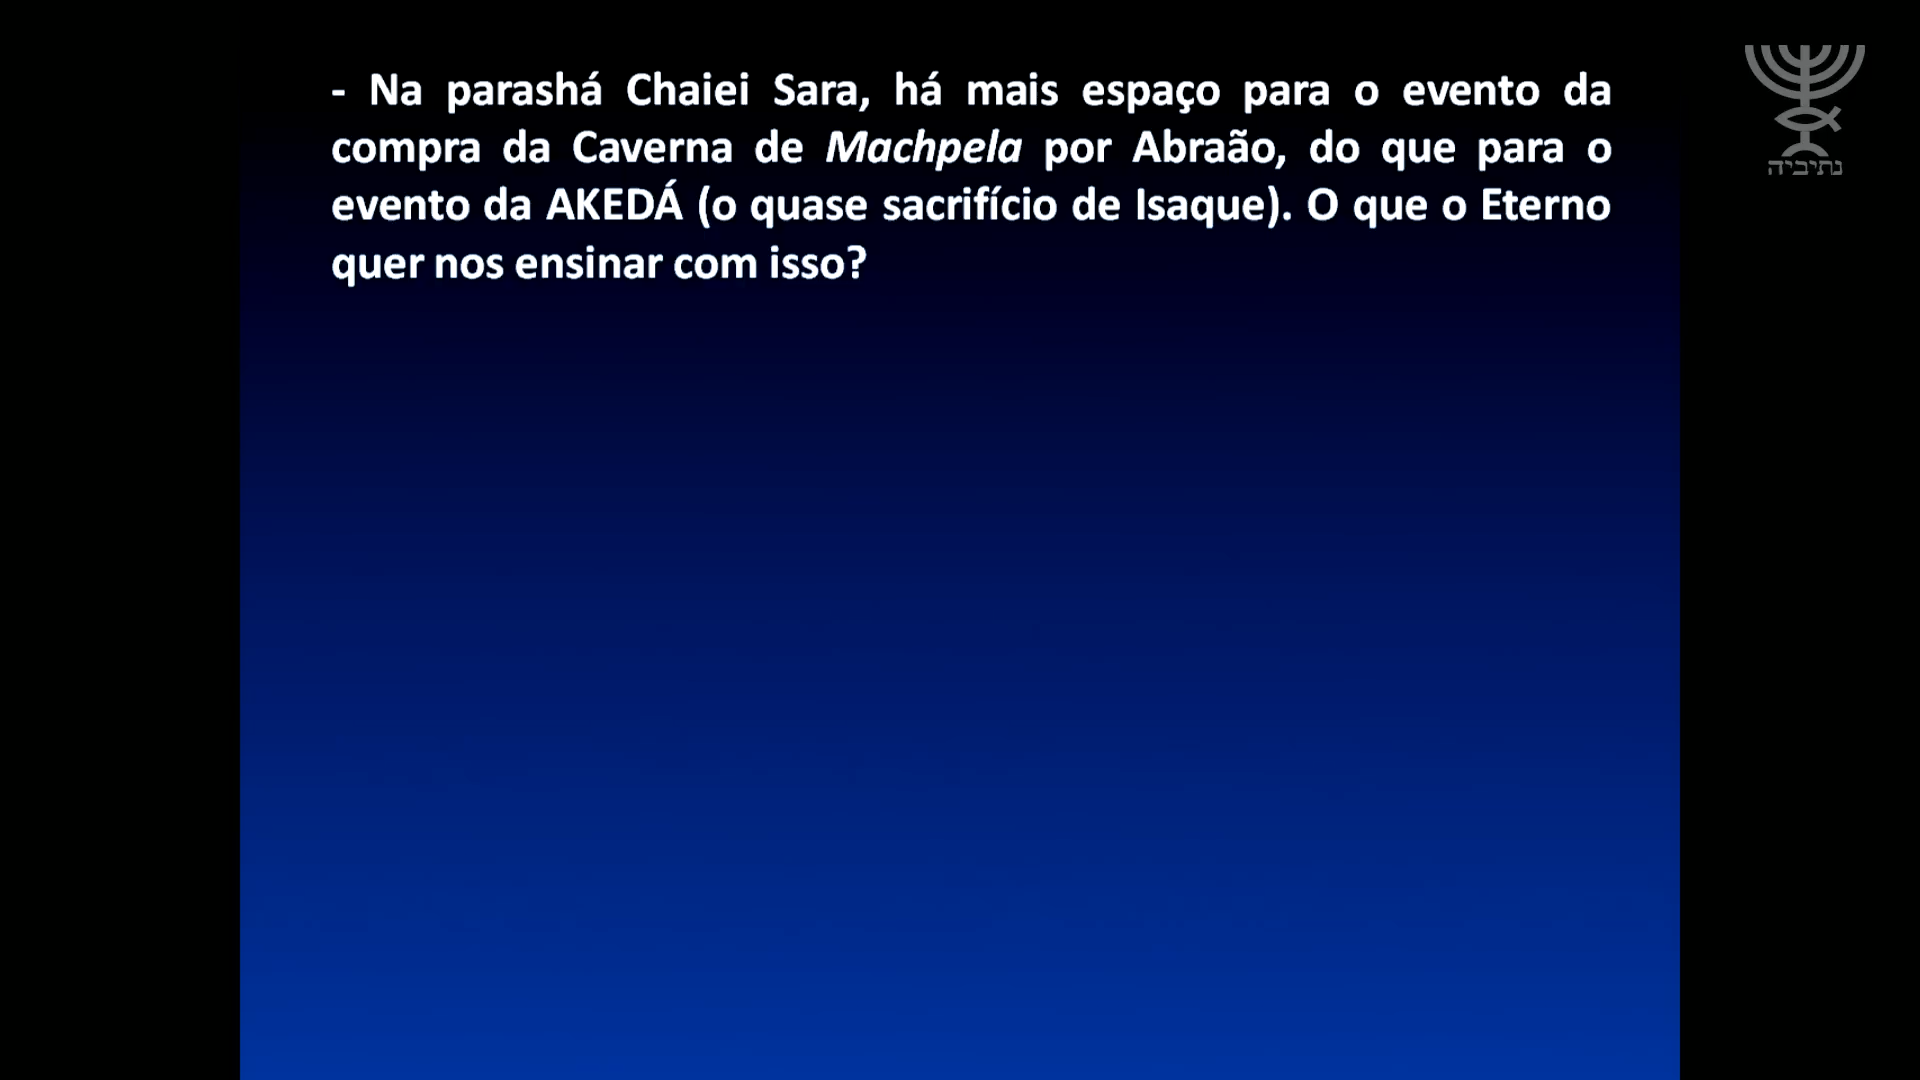 - Na parashá Chaiei Sara, há mais espaço para o evento da
compra da Caverna de Machpela por Abraão, do que para o
evento da AKEDÁ (o quase sacrifício de Isaque). O que o Eterno
quer nos ensinar com isso?
נתיביה